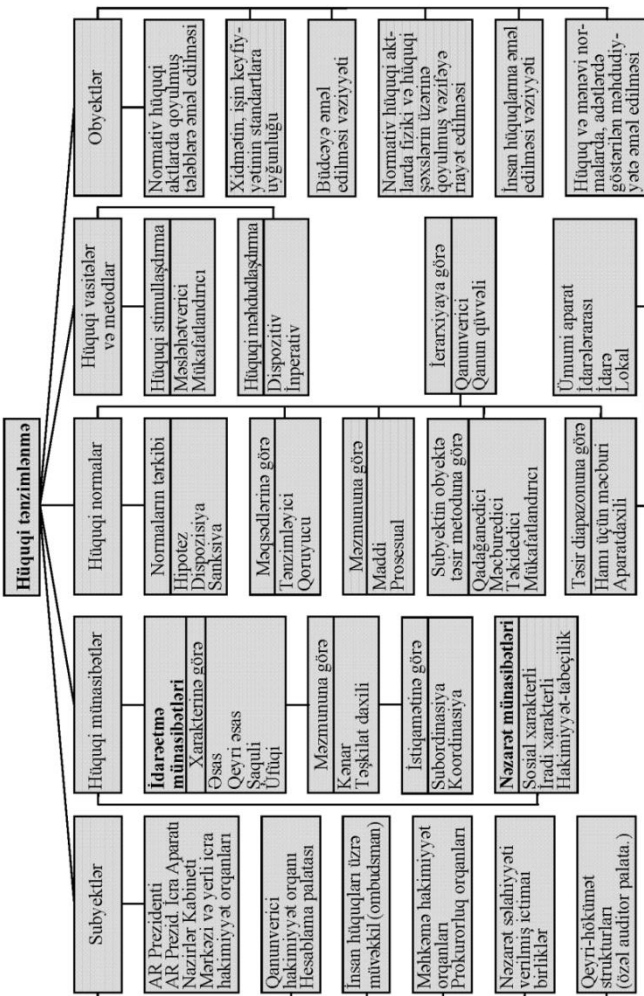 Hüquqi tənzimlənmə
Subyektlər
AR Prezidenti
AR Prezid. İcra Aparatı
Nazirlər Kabineti
Mərkəzi və yerli icra
hakimiyyət orqanları
Qanunverici
hakimiyyət orqanı
Hesablama palatası
İnsan hüquqları üzrə
müvəkkil (ombudsman)
Məhkəmə hakimiyyət
orqanları
Prokurorluq orqanları
Nəzarət səlahiyyəti
verilmiş ictimai
birliklər
Qeyri-hökümət
strukturları
(özəl auditor palata.)
Hüquqi münasibətlər
İdarəetmə
münasibətləri
Xarakterinə görə
Əsas
Qeyri əsas
Şaquli
Üfüqi
Məzmununa görə
Kənar
Təşkilat daxili
İstiqamətinə görə
Subordinasiya
Koordinasiya
Nəzarət münasibətləri
Sosial xarakterli
İradi xarakterli
Hakimiyyət-tabeçilik
Hüquqi normalar
Normaların tərkibi
Hipotez
Dispozisiya
Sanksiya
Məqsədlərinə görə
Tənzimləyici
Qoruyucu
Məzmununa görə
Maddi
Prosesual
Subyektin obyektə
təsir metoduna görə
Qadağanedici
Məcburedici
Təkidedici
Mükafatlandırıcı
Təsir diapazonuna görə
Hamı üçün məcburi
Aparatdaxili
Hüquqi vasitələr
və metodlar
Hüquqi stimullaşdırma
Məsləhətverici
Mükafatlandırıcı
Hüquqi məhdudlaşdırma
Dispozitiv
İnperativ
İerarxiyaya görə
Qanunverici
Qanun qüvvəli
Ümumi aparat
İdarələrarası
İdarə
Lokal
Obyektlər
Normativ hüquqi
aktlarda qoyulmuş
tələblərə əməl edilməsi
Xidmətin, işin keyfiy-
yətinin standartlara
uyğunluğu
Büdcəyə əməl
edilməsi vəziyyəti
Normativ hüquqi akt-
larda fiziki və hüquqi
şəxslərin üzərinə
qoyulmuş vəzifəyə
riayət edilməsi
İnsan hüquqlarına əməl
edilməsi vəziyyəti
Hüquq və mənəvi nor-
malarda, adətlərdə
göstərilən məhdudiy-
yətə əməl edilməsi